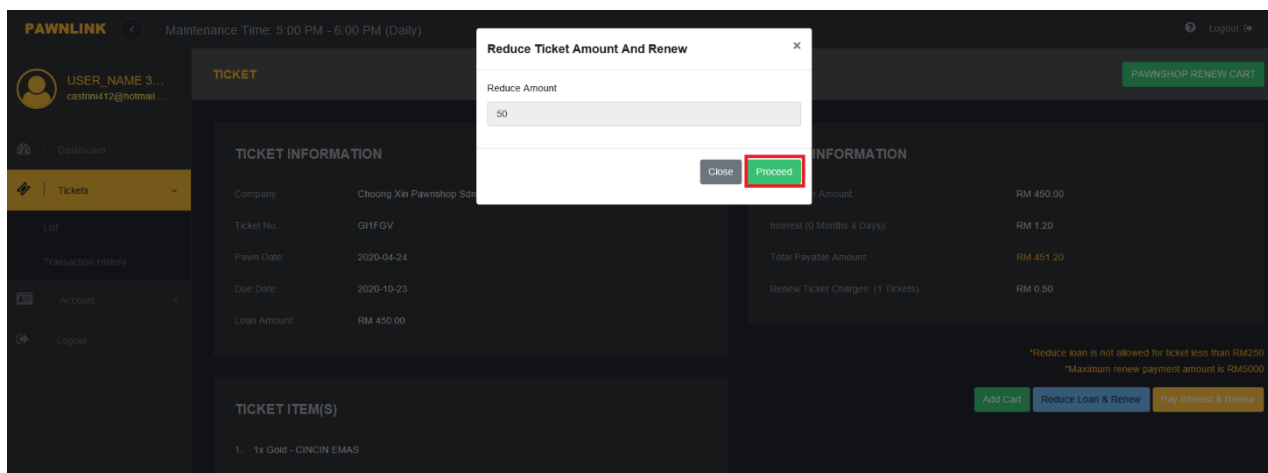 PAWNLINK
Maintenance Time: 5:00 PM - 6:00 PM (Daily)
Logout
USER_NAME 3...
castrini412@hotmail....
TICKET
PAWNSHOP RENEW CART
Reduce Ticket Amount And Renew
×
Reduce Amount
50
Close
Proceed
Dashboard
Tickets
List
Transaction History
Account
Logout
TICKET INFORMATION
Company: Choong Xin Pawnshop Sdn
Ticket No.: GI1FGV
Pawn Date: 2020-04-24
Due Date: 2020-10-23
Loan Amount: RM 450.00
INFORMATION
Amount: RM 450.00
Interest (0 Months 4 Days): RM 1.20
Total Payable Amount: RM 451.20
Renew Ticket Charges: (1 Tickets) RM 0.50
*Reduce loan is not allowed for ticket less than RM250
*Maximum renew payment amount is RM5000
Add Cart
Reduce Loan & Renew
Pay Interest & Renew
TICKET ITEM(S)
1. 1x Gold - CINCIN EMAS